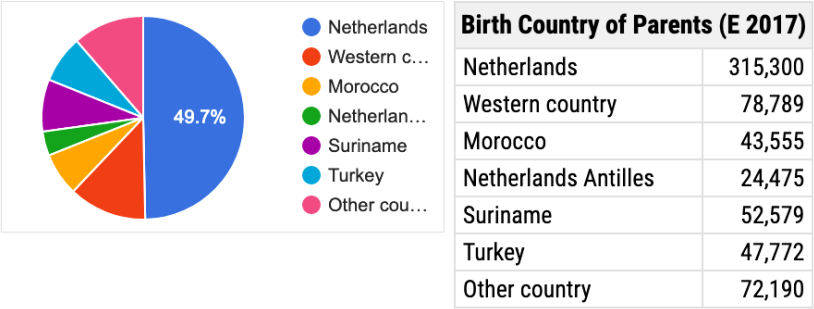 49.7%
Netherlands
Western c...
Morocco
Netherlan...
Suriname
Turkey
Other cou...
Birth Country of Parents (E 2017)
Netherlands 315,300
Western country 78,789
Morocco 43,555
Netherlands Antilles 24,475
Suriname 52,579
Turkey 47,772
Other country 72,190